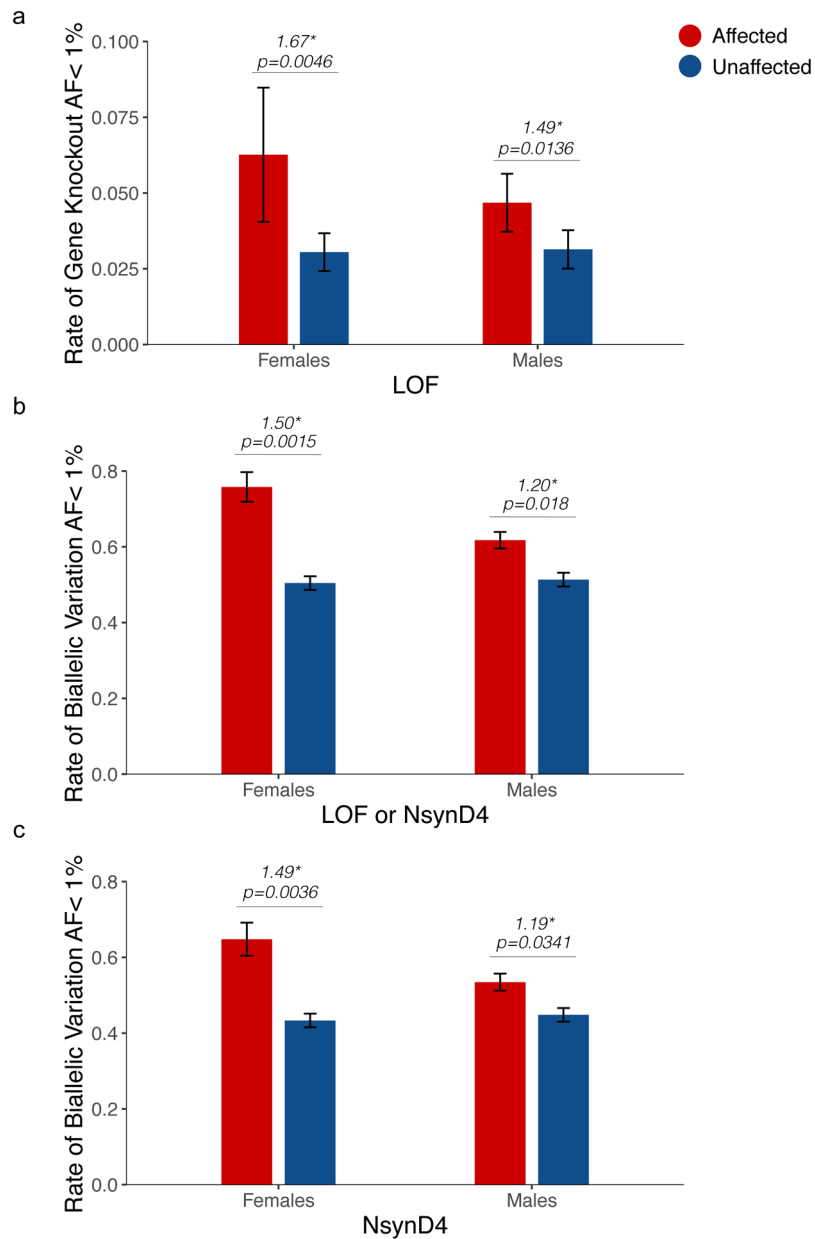 a
Rate of Gene Knockout AF< 1%
0.100
0.075
0.050
0.025
0.000
1.67*
p=0.0046
1.49*
p=0.0136
Affected
Unaffected
Females
Males
LOF
b
Rate of Biallelic Variation AF< 1%
0.8
0.6
0.4
0.2
0.0
1.50*
p=0.0015
1.20*
p=0.018
Females
Males
LOF or NsynD4
c
Rate of Biallelic Variation AF< 1%
0.8
0.6
0.4
0.2
0.0
1.49*
p=0.0036
1.19*
p=0.0341
Females
Males
NsynD4